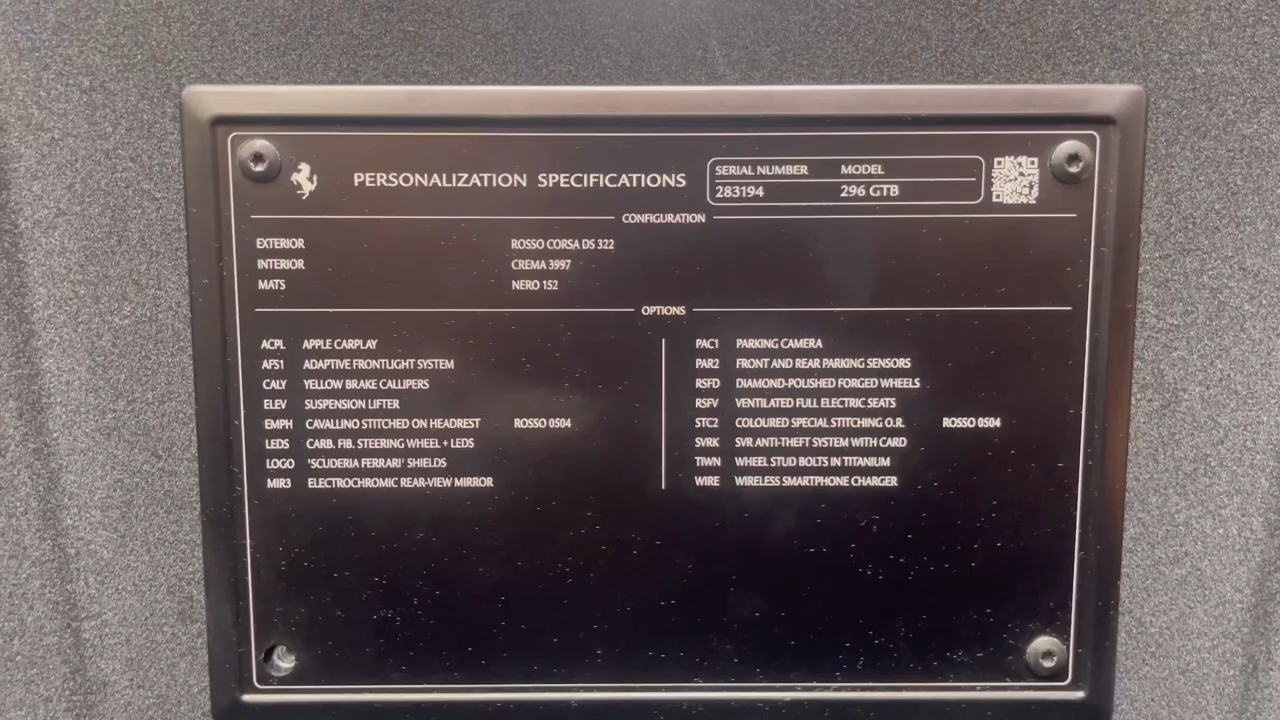 PERSONALIZATION SPECIFICATIONS
SERIAL NUMBER MODEL
283194 296 GTB
CONFIGURATION
EXTERIOR ROSSO CORSA DS 322
INTERIOR CREMA 3997
MATS NERO 152
OPTIONS
ACPL APPLE CARPLAY
AFS1 ADAPTIVE FRONTLIGHT SYSTEM
CALY YELLOW BRAKE CALLIPERS
ELEV SUSPENSION LIFTER
EMPH CAVALLINO STITCHED ON HEADREST ROSSO 0504
LEDS CARB. FIB. STEERING WHEEL + LEDS
LOGO 'SCUDERIA FERRARI' SHIELDS
MIR3 ELECTROCHROMIC REAR-VIEW MIRROR
PAC1 PARKING CAMERA
PAR2 FRONT AND REAR PARKING SENSORS
RSFD DIAMOND-POLISHED FORGED WHEELS
RSFV VENTILATED FULL ELECTRIC SEATS
STC2 COLOURED SPECIAL STITCHING O.R. ROSSO 0504
SVRK SVR ANTI-THEFT SYSTEM WITH CARD
TIWN WHEEL STUD BOLTS IN TITANIUM
WIRE WIRELESS SMARTPHONE CHARGER